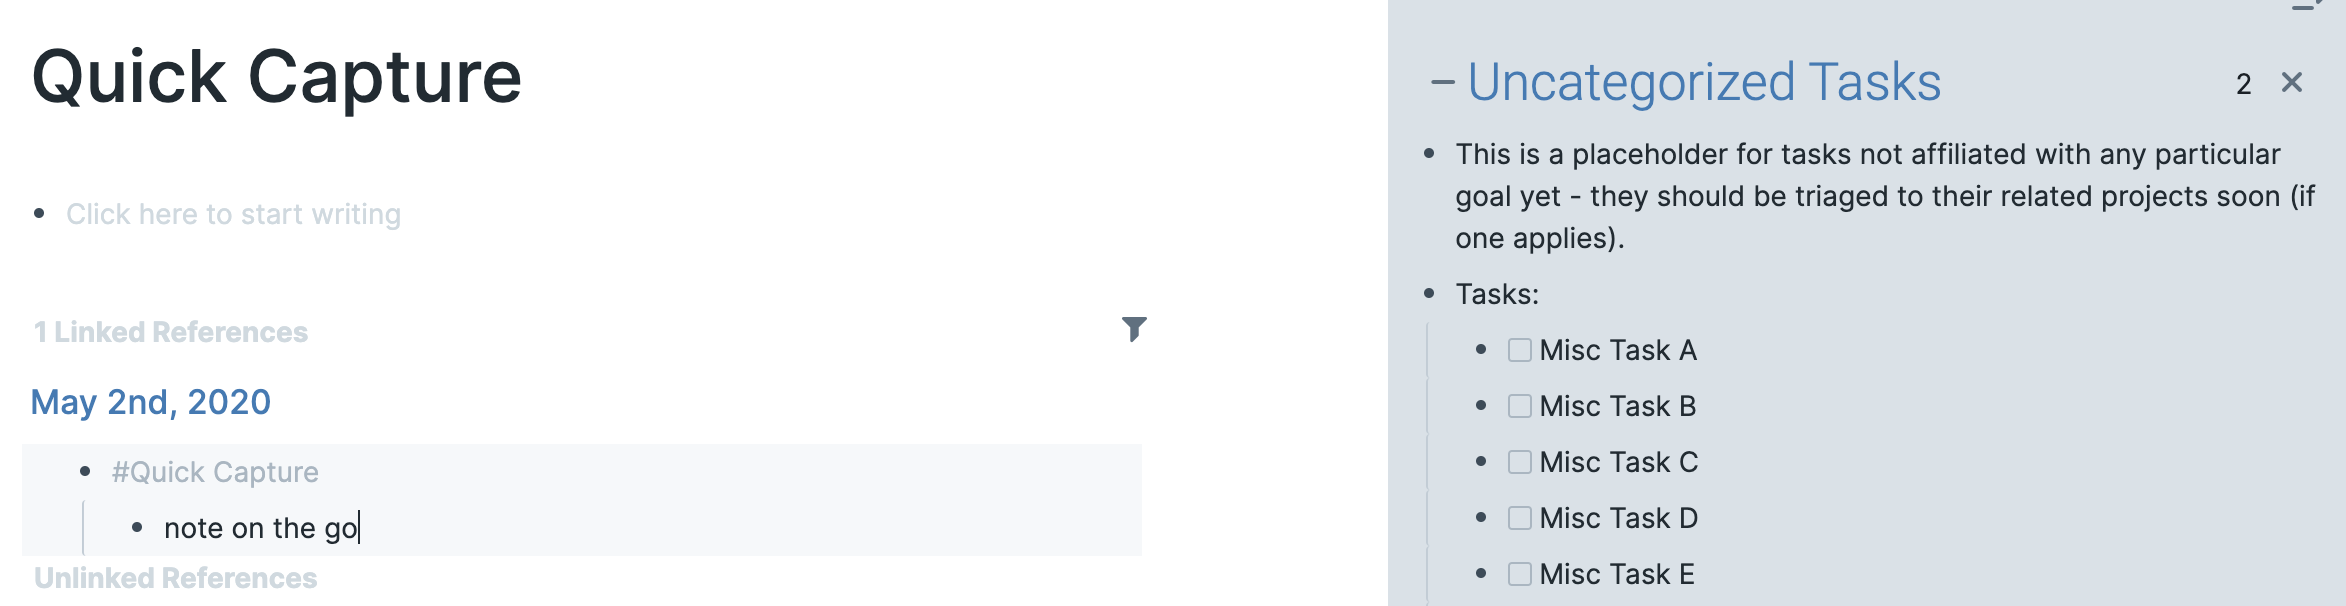 Quick Capture
Click here to start writing
1 Linked References
May 2nd, 2020
#Quick Capture
note on the go
Unlinked References
Uncategorized Tasks
2
This is a placeholder for tasks not affiliated with any particular
goal yet - they should be triaged to their related projects soon (if
one applies).
Tasks:
Misc Task A
Misc Task B
Misc Task C
Misc Task D
Misc Task E